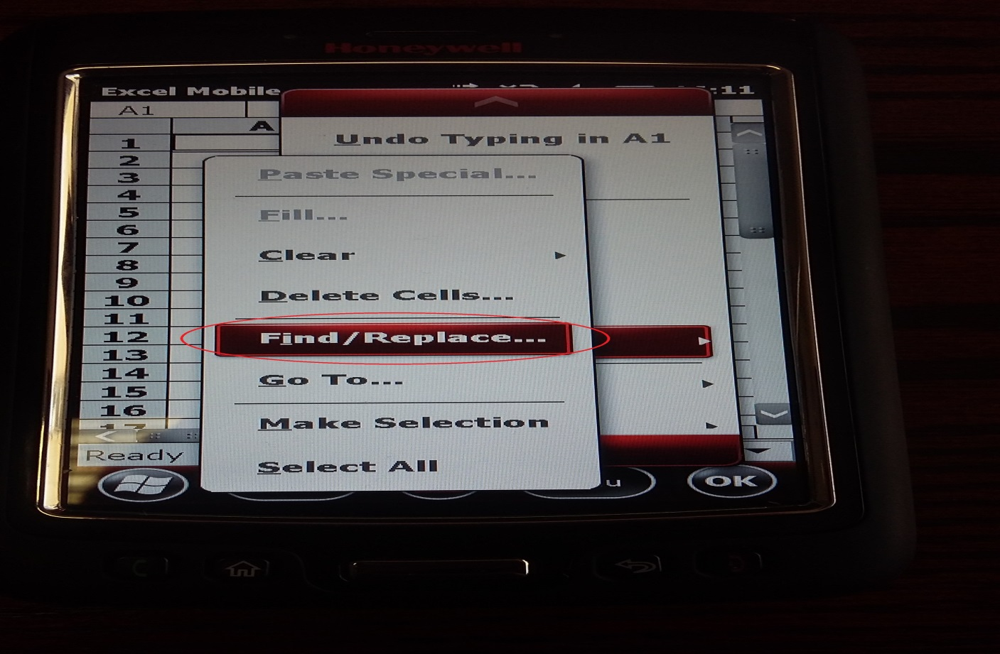 Honeywell
Excel Mobile
:11
A1
A
Undo Typing in A1
1
2
3
4
5
6
7
8
9
10
11
12
13
14
15
16
17
Paste Special...
Fill...
Clear
Delete Cells...
Find/Replace...
Go To...
Make Selection
Select All
Ready
u
OK